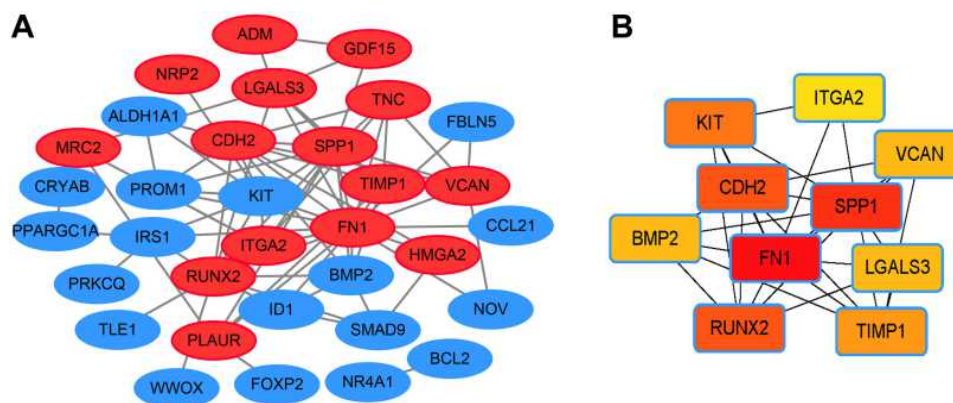 A
ADM
GDF15
NRP2
LGALS3
TNC
ALDH1A1
FBLN5
CDH2
SPP1
MRC2
TIMP1
VCAN
CRYAB
PROM1
KIT
FN1
CCL21
PPARGC1A
IRS1
ITGA2
HMGA2
RUNX2
BMP2
PRKCQ
ID1
NOV
TLE1
SMAD9
PLAUR
BCL2
WWOX
FOXP2
NR4A1
B
ITGA2
KIT
VCAN
CDH2
SPP1
BMP2
FN1
LGALS3
RUNX2
TIMP1